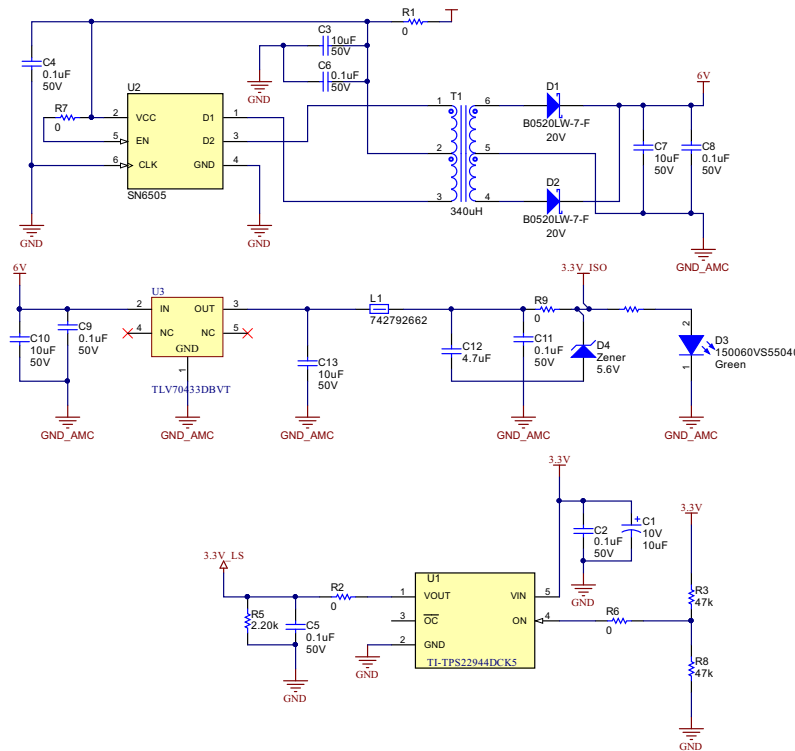 R1
0
C3
10uF
50V
C4
0.1uF
50V
C6
0.1uF
50V
GND
U2
R7
0
2
VCC
D1
1
5
EN
D2
3
6
CLK
GND
4
SN6505
GND
GND
T1
1
6
2
5
3
4
340uH
D1
B0520LW-7-F
20V
D2
B0520LW-7-F
20V
6V
C7
10uF
50V
C8
0.1uF
50V
GND_AMC
6V
C10
10uF
50V
C9
0.1uF
50V
GND_AMC
U3
2
IN
OUT
3
4
NC
NC
5
GND
1
TLV70433DBVT
GND_AMC
C13
10uF
50V
GND_AMC
L1
742792662
C12
4.7uF
C11
0.1uF
50V
GND_AMC
R9
0
3.3V_ISO
D4
Zener
5.6V
2
D3
150060VS5504
Green
1
GND_AMC
3.3V
C2
0.1uF
50V
GND
C1
10V
10uF
3.3V
R3
47k
R8
47k
GND
R6
0
3.3V_LS
R5
2.20k
C5
0.1uF
50V
GND
R2
0
U1
1
VOUT
VIN
5
3
OC
ON
4
2
GND
TI-TPS22944DCK5
GND